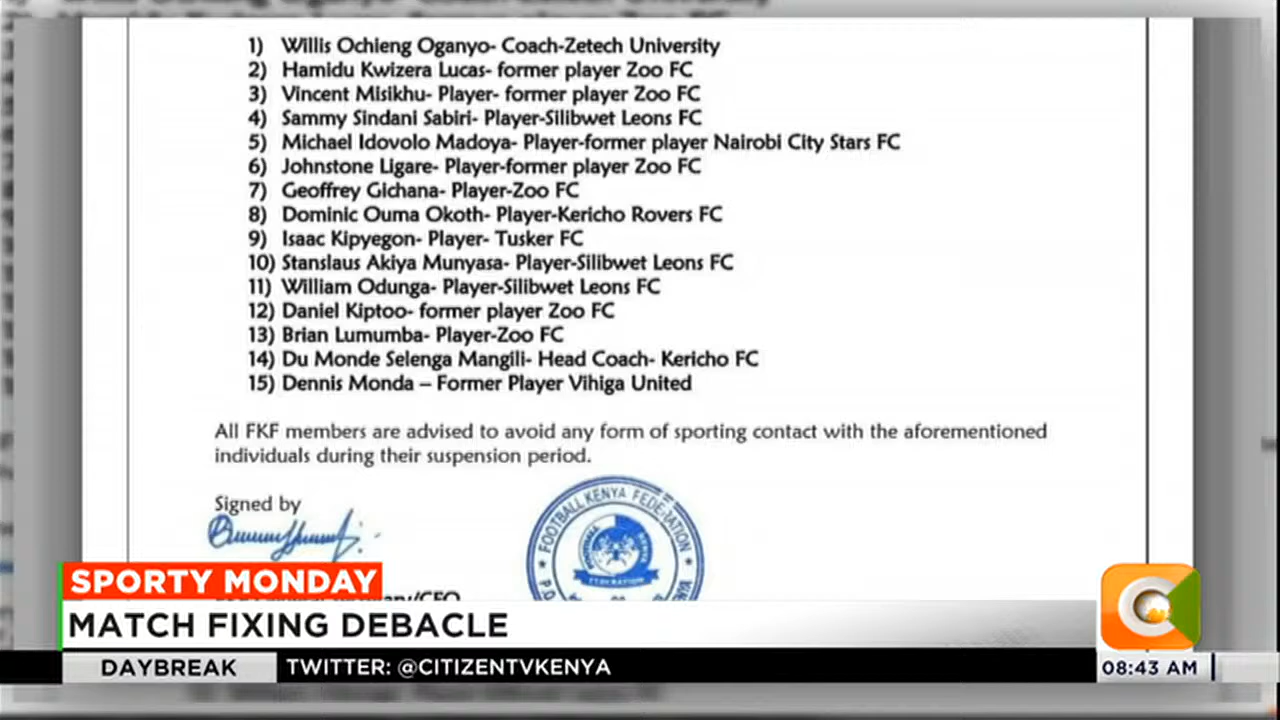 1) Willis Ochieng Oganyo- Coach-Zetech University
2) Hamidu Kwizera Lucas- former player Zoo FC
3) Vincent Misikhu- Player- former player Zoo FC
4) Sammy Sindani Sabiri- Player-Silibwet Leons FC
5) Michael Idovolo Madoya- Player-former player Nairobi City Stars FC
6) Johnstone Ligare- Player-former player Zoo FC
7) Geoffrey Gichana- Player-Zoo FC
8) Dominic Ouma Okoth- Player-Kericho Rovers FC
9) Isaac Kipyegon- Player- Tusker FC
10) Stanslaus Akiya Munyasa- Player-Silibwet Leons FC
11) William Odunga- Player-Silibwet Leons FC
12) Daniel Kiptoo- former player Zoo FC
13) Brian Lumumba- Player-Zoo FC
14) Du Monde Selenga Mangili- Head Coach- Kericho FC
15) Dennis Monda – Former Player Vihiga United
All FKF members are advised to avoid any form of sporting contact with the aforementioned
individuals during their suspension period.
Signed by
FOOTBALL KENYA FEDERATION
SPORTY MONDAY
MATCH FIXING DEBACLE
DAYBREAK TWITTER: @CITIZENTVKENYA 08:43 AM